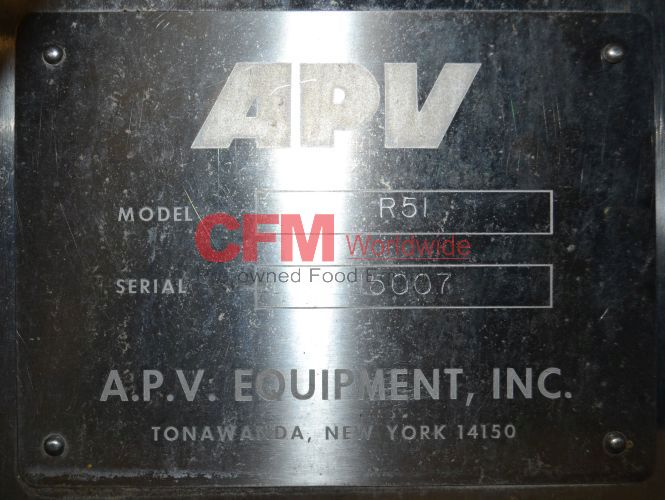 APV
MODEL R51
CFM Worldwide
owned Food
SERIAL 5007
A.P.V. EQUIPMENT, INC.
TONAWANDA, NEW YORK 14150